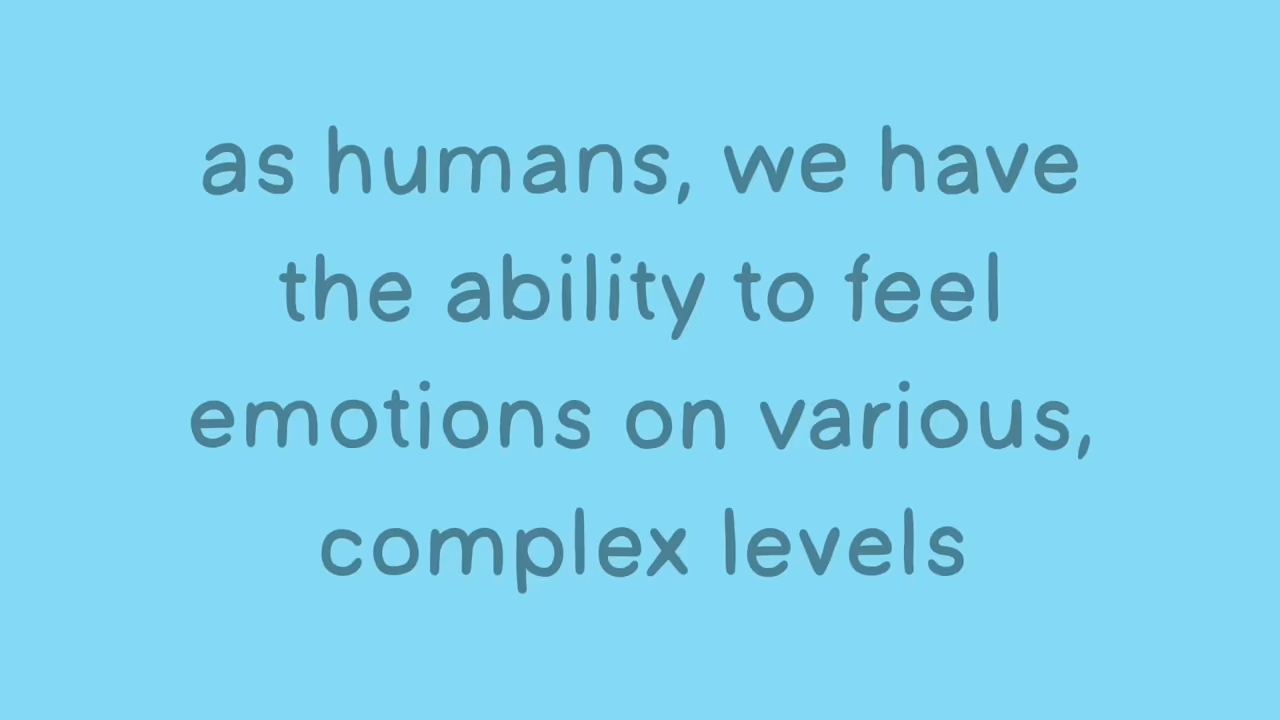 as humans, we have
the ability to feel
emotions on various,
complex levels